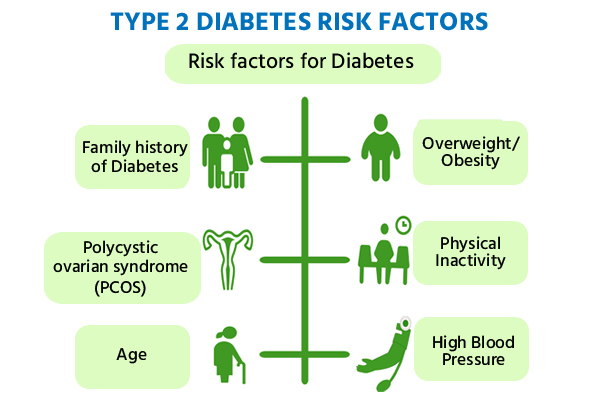 TYPE 2 DIABETES RISK FACTORS
Risk factors for Diabetes
Family history
of Diabetes
Overweight/
Obesity
Polycystic
ovarian syndrome
(PCOS)
Physical
Inactivity
Age
High Blood
Pressure